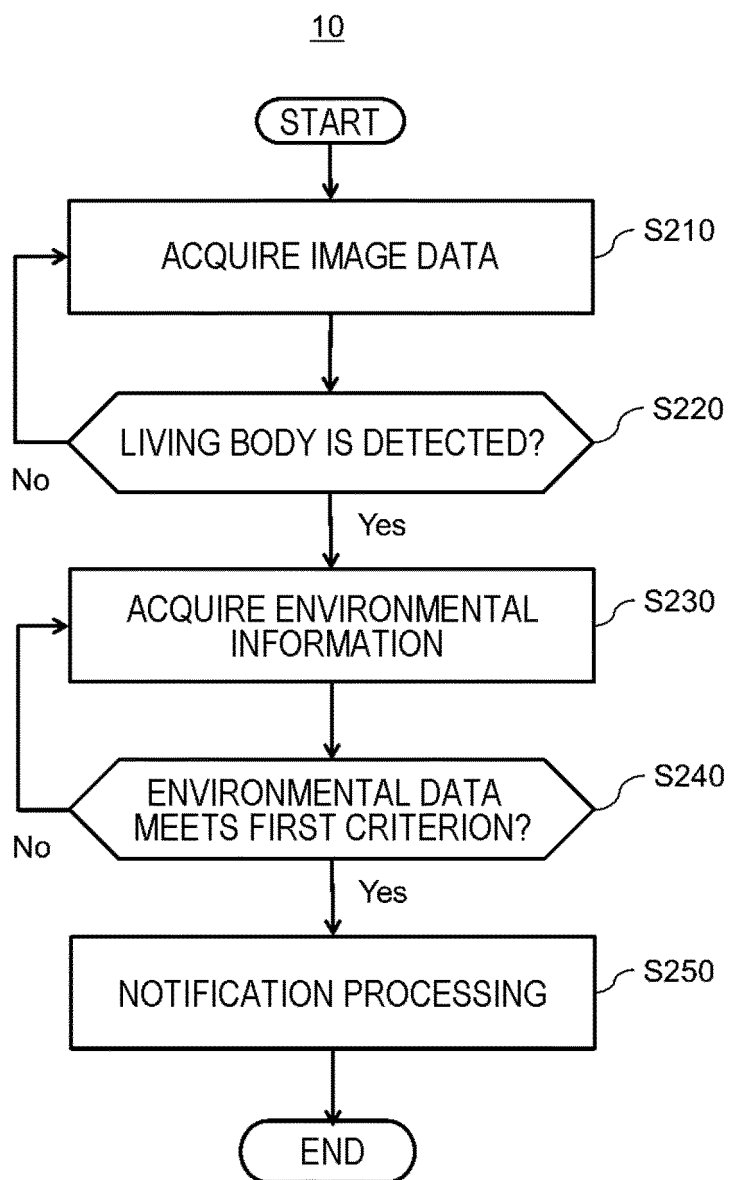 10
START
ACQUIRE IMAGE DATA
S210
LIVING BODY IS DETECTED?
S220
No
Yes
ACQUIRE ENVIRONMENTAL
INFORMATION
S230
ENVIRONMENTAL DATA
MEETS FIRST CRITERION?
S240
No
Yes
NOTIFICATION PROCESSING
S250
END